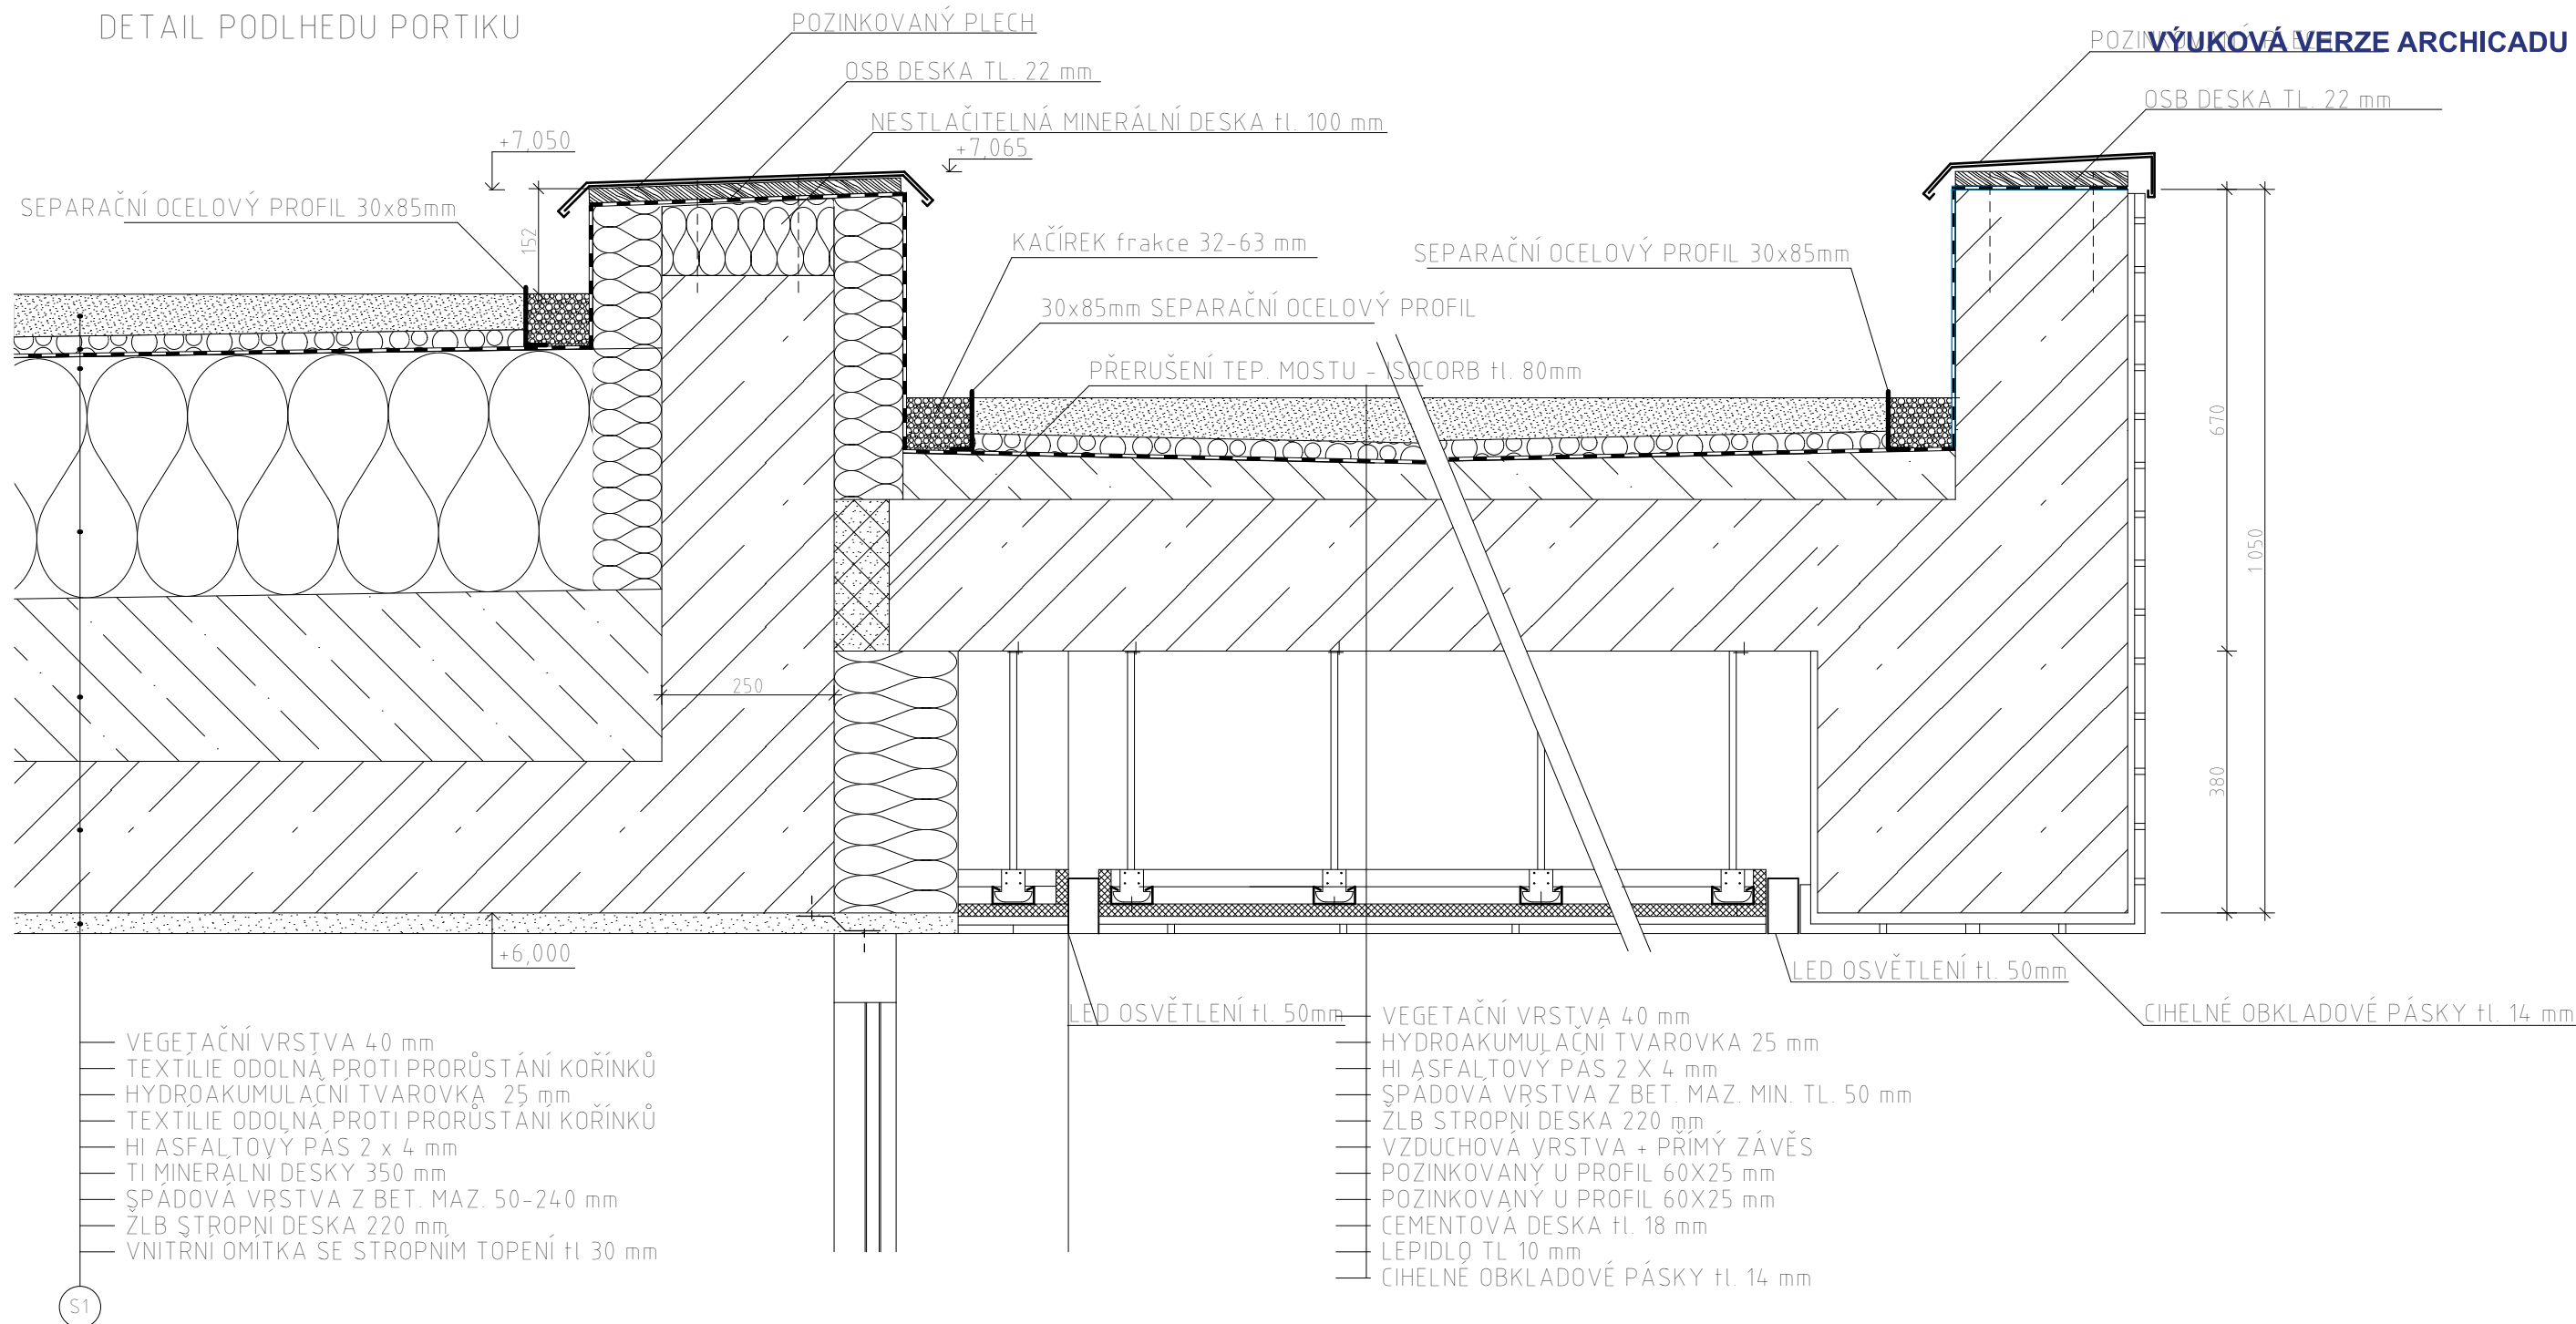 DETAIL PODLHEDU PORTIKU
POZINKOVANÝ PLECH
OSB DESKA TL. 22 mm
NESTLAČITELNÁ MINERÁLNÍ DESKA tl. 100 mm
+7,050
+7,065
SEPARAČNÍ OCELOVÝ PROFIL 30x85mm
152
KAČÍREK frakce 32-63 mm
30x85mm SEPARAČNÍ OCELOVÝ PROFIL
PŘERUŠENÍ TEP. MOSTU - ISOCORB tl. 80mm
SEPARAČNÍ OCELOVÝ PROFIL 30x85mm
POZINKOVANÝ PLECH
VÝUKOVÁ VERZE ARCHICADU
OSB DESKA TL. 22 mm
670
1 050
380
250
+6,000
LED OSVĚTLENÍ tl. 50mm
LED OSVĚTLENÍ tl. 50mm
CIHELNÉ OBKLADOVÉ PÁSKY tl. 14 mm
VEGETAČNÍ VRSTVA 40 mm
TEXTÍLIE ODOLNÁ PROTI PRORŮSTÁNÍ KOŘÍNKŮ
HYDROAKUMULAČNÍ TVAROVKA 25 mm
TEXTÍLIE ODOLNÁ PROTI PRORŮSTÁNÍ KOŘÍNKŮ
HI ASFALTOVÝ PÁS 2 x 4 mm
TI MINERÁLNÍ DESKY 350 mm
SPÁDOVÁ VRSTVA Z BET. MAZ. 50-240 mm
ŽLB STROPNÍ DESKA 220 mm
VNITŘNÍ OMÍTKA SE STROPNÍM TOPENÍ tl 30 mm
S1
VEGETAČNÍ VRSTVA 40 mm
HYDROAKUMULAČNÍ TVAROVKA 25 mm
HI ASFALTOVÝ PÁS 2 X 4 mm
SPÁDOVÁ VRSTVA Z BET. MAZ. MIN. TL. 50 mm
ŽLB STROPNÍ DESKA 220 mm
VZDUCHOVÁ VRSTVA + PŘÍMÝ ZÁVĚS
POZINKOVANÝ U PROFIL 60X25 mm
POZINKOVANÝ U PROFIL 60X25 mm
CEMENTOVÁ DESKA tl. 18 mm
LEPIDLO TL 10 mm
CIHELNÉ OBKLADOVÉ PÁSKY tl. 14 mm